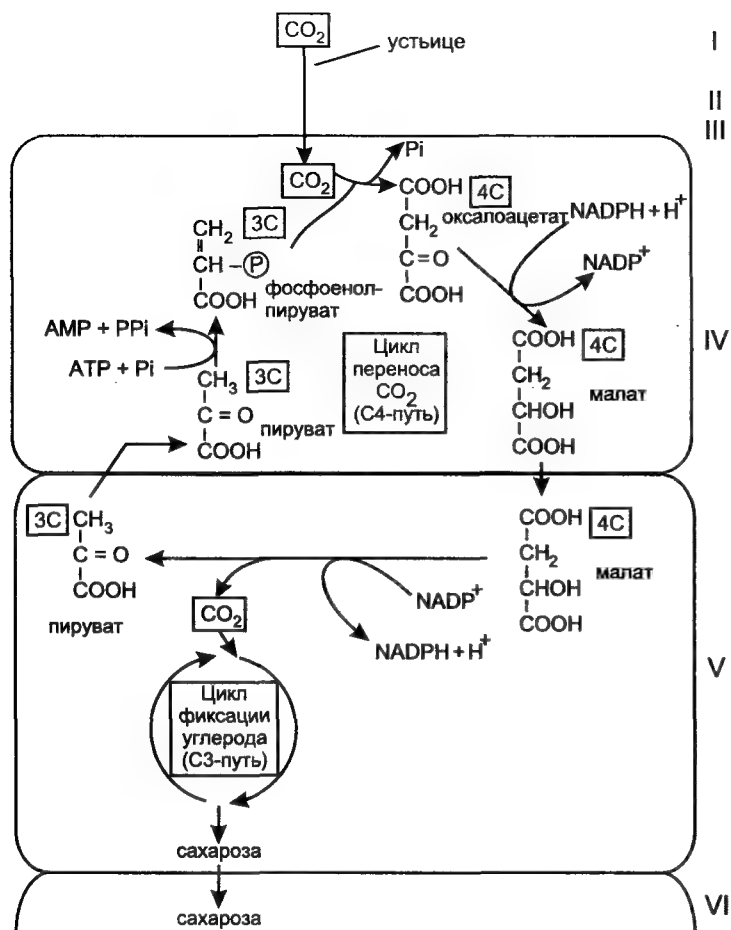 CO2
устьице
I
II
III
Pi
CO2
COOH
4C
3C
CH2
оксалоацетат
NADPH + H+
CH2
CH – P
C = O
NADP+
COOH
фосфоенол-
пируват
COOH
AMP + PPi
COOH
4C
IV
ATP + Pi
CH3
3C
Цикл
переноса
CO2
(C4-путь)
CH2
малат
C = O
пируват
CHOH
COOH
COOH
3C
CH3
COOH
4C
C = O
CH2
малат
COOH
CHOH
пируват
CO2
NADP+
COOH
NADPH + H+
V
Цикл
фиксации
углерода
(C3-путь)
сахароза
VI
сахароза